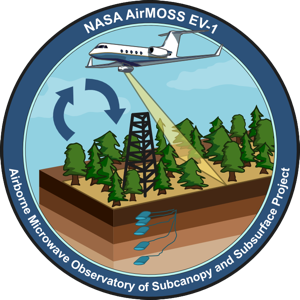 NASA AirMOSS EV-1
Airborne Microwave Observatory of Subcanopy and Subsurface Project